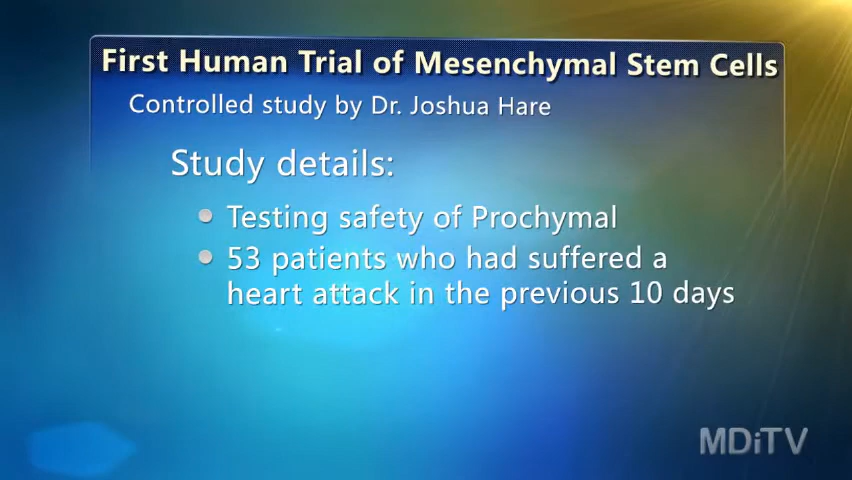 First Human Trial of Mesenchymal Stem Cells
Controlled study by Dr. Joshua Hare
Study details:
Testing safety of Prochymal
53 patients who had suffered a
heart attack in the previous 10 days
MDiTV